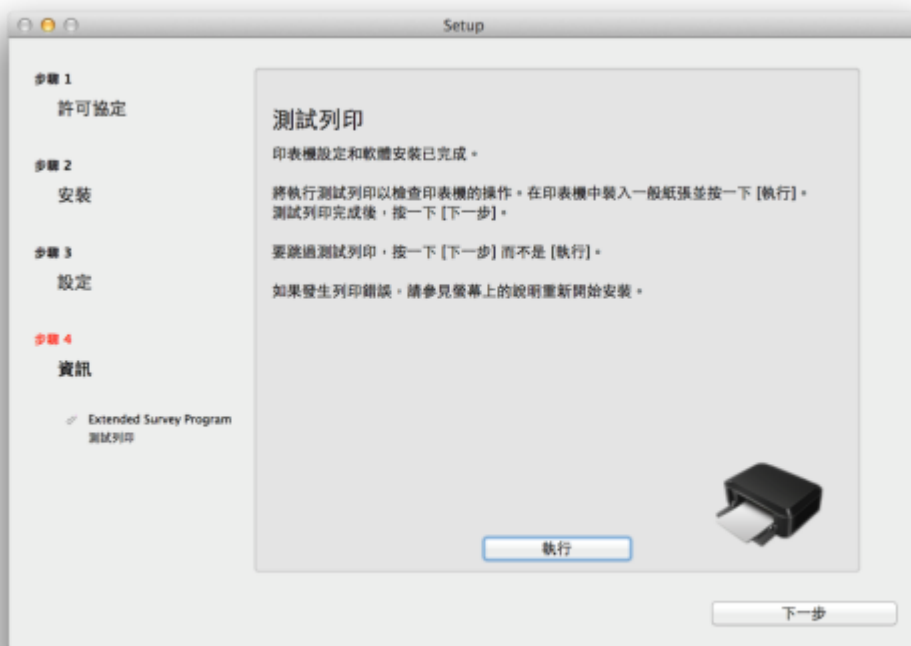 Setup
步驟 1
許可協定
步驟 2
安裝
步驟 3
設定
步驟 4
資訊
Extended Survey Program
測試列印
測試列印
印表機設定和軟體安裝已完成。
將執行測試列印以檢查印表機的操作。在印表機中裝入一般紙張並按一下 [執行]。
測試列印完成後，按一下 [下一步]。
要跳過測試列印，按一下 [下一步] 而不是 [執行]。
如果發生列印錯誤，請參見螢幕上的說明重新開始安裝。
執行
下一步